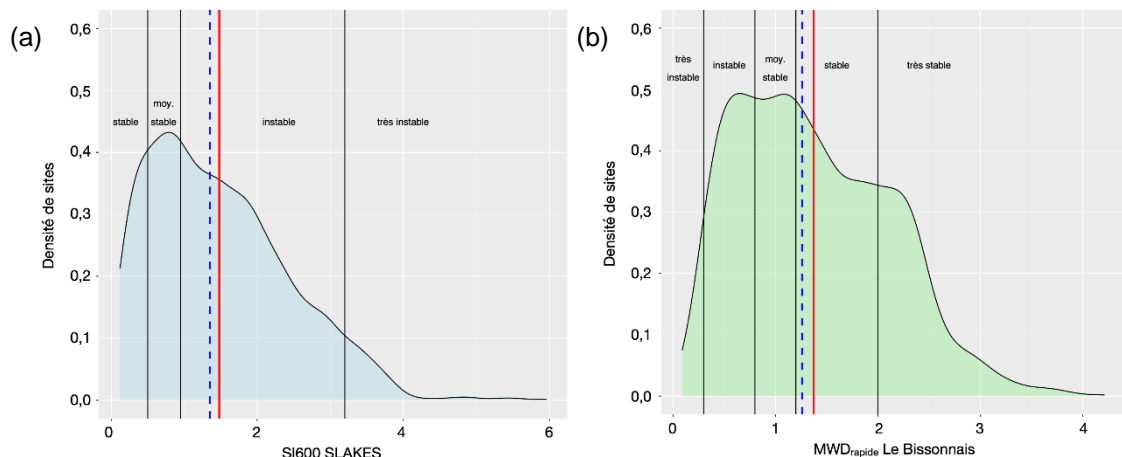 (a)
0,6
0,5
0,4
0,3
0,2
0,1
0,0
Densité de sites
stable
moy.
stable
instable
très instable
0
2
4
6
SI600 SLAKES
(b)
0,6
0,5
0,4
0,3
0,2
0,1
0,0
Densité de sites
très
instable
instable
moy.
stable
stable
très stable
0
1
2
3
4
MWDrapide Le Bissonnais